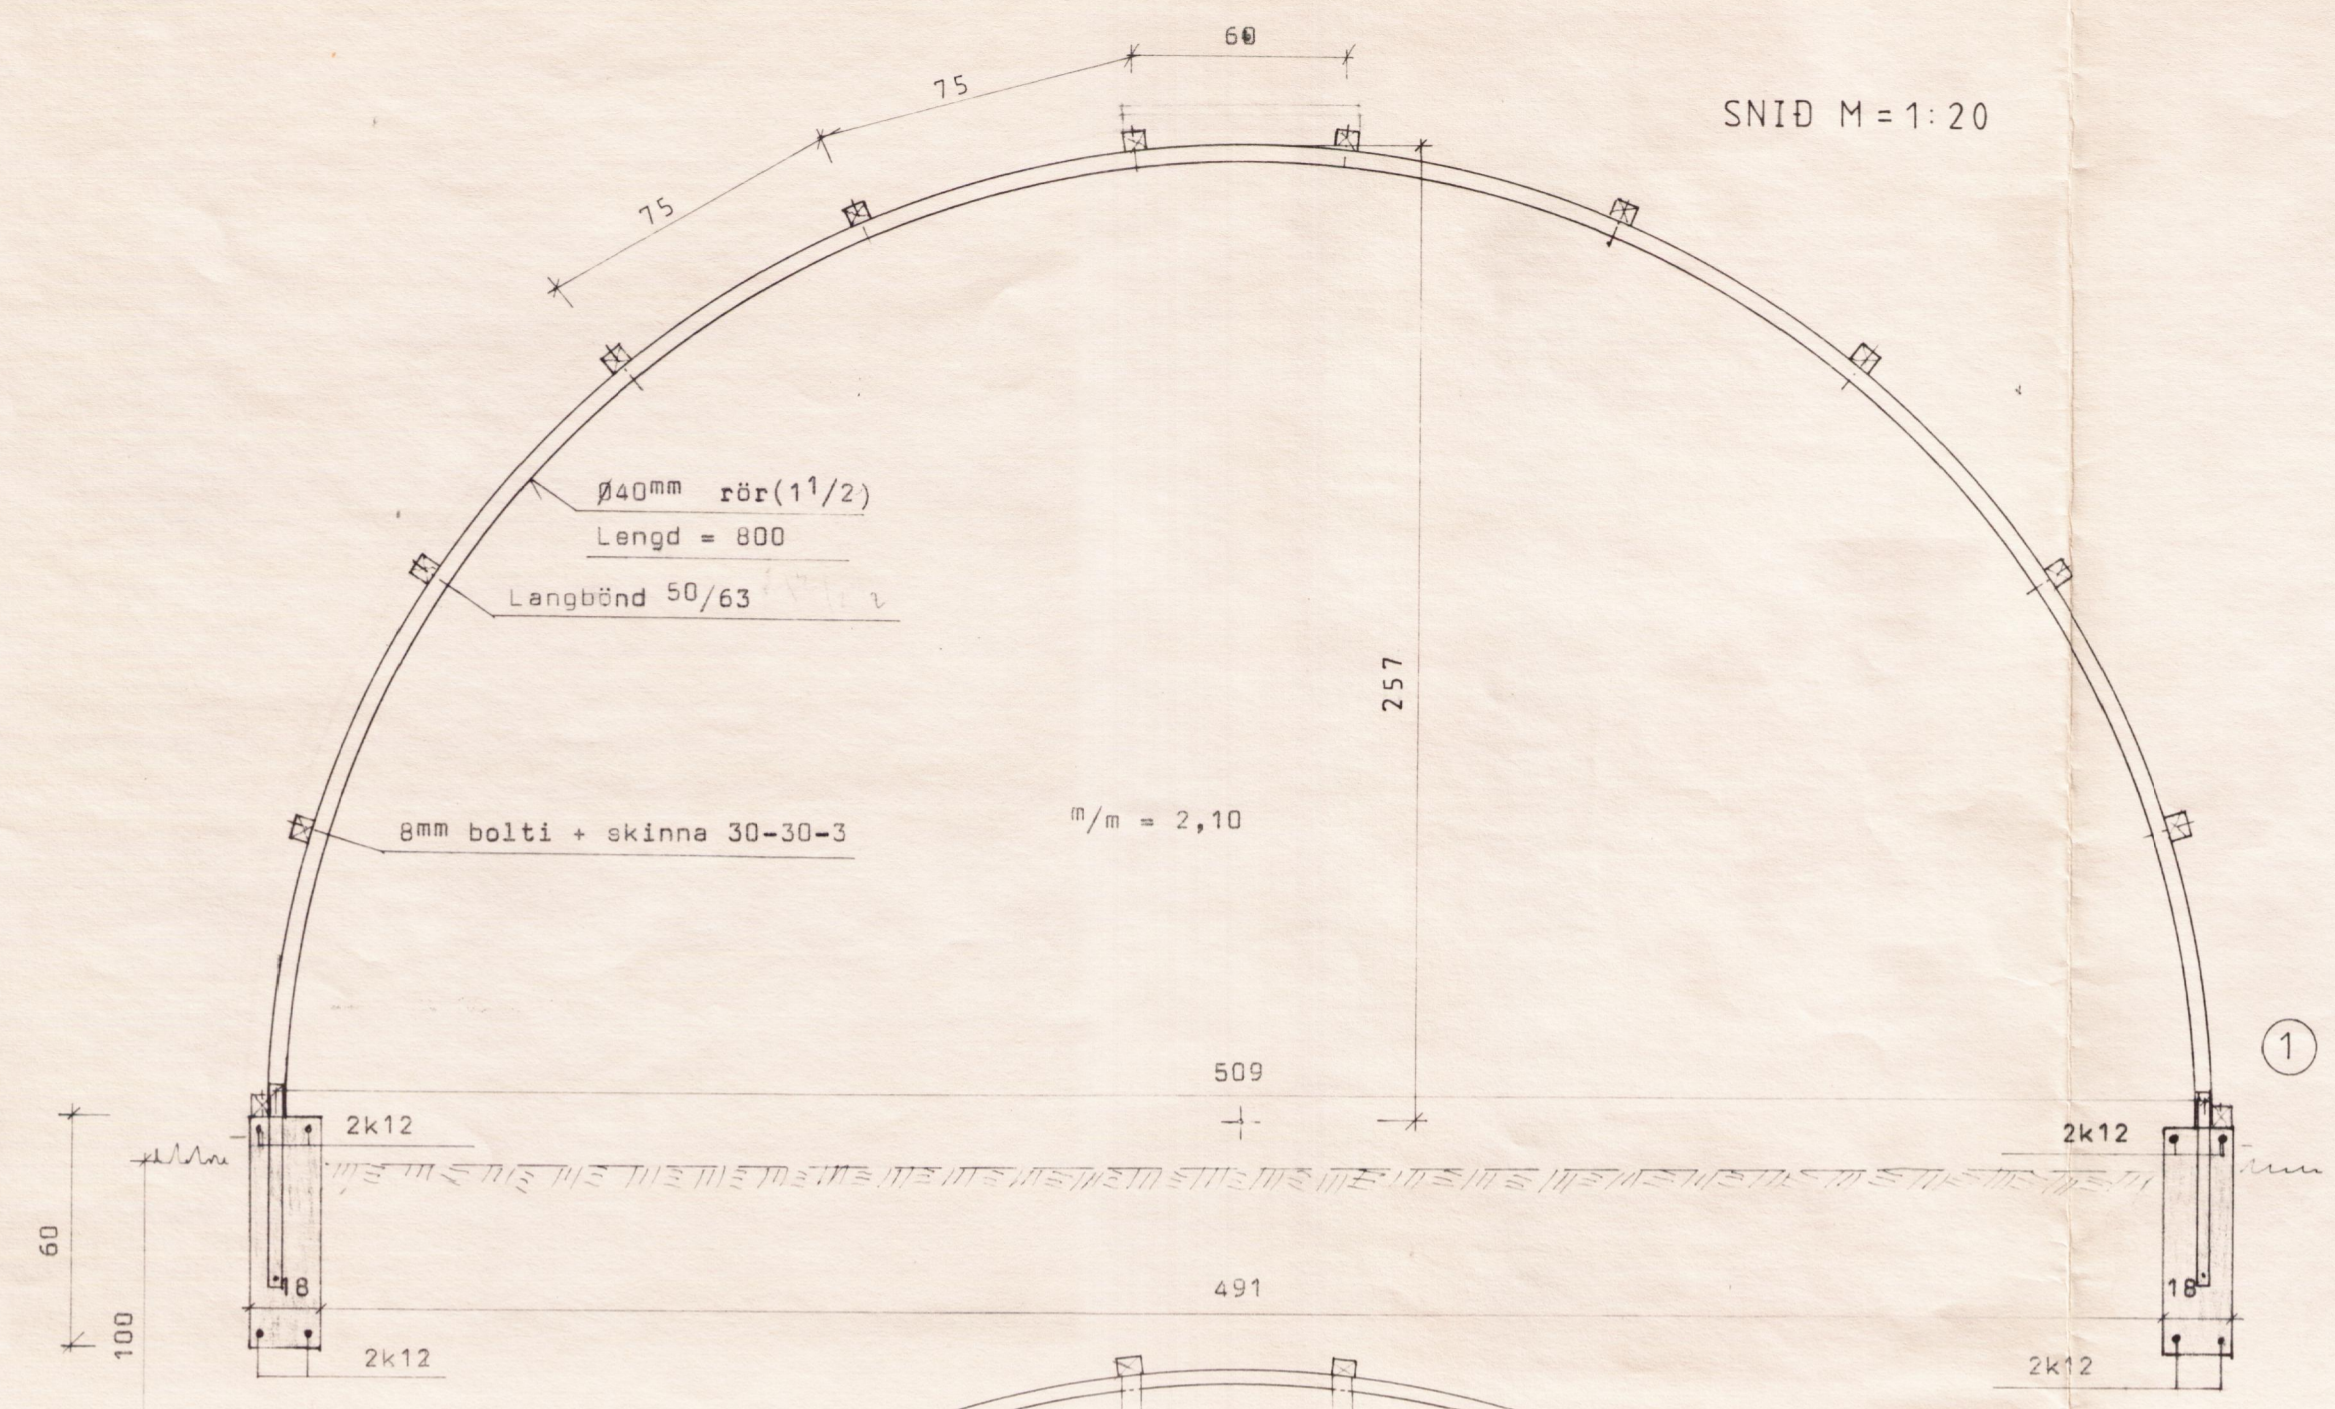 60
75
SNIÐ M = 1:20
75
Ø40mm rör(1 1/2)
Lengd = 800
Langbönd 50/63
257
8mm bolti + skinna 30-30-3
m/m = 2,10
1
509
2k12
2k12
60
18
491
18
100
2k12
2k12